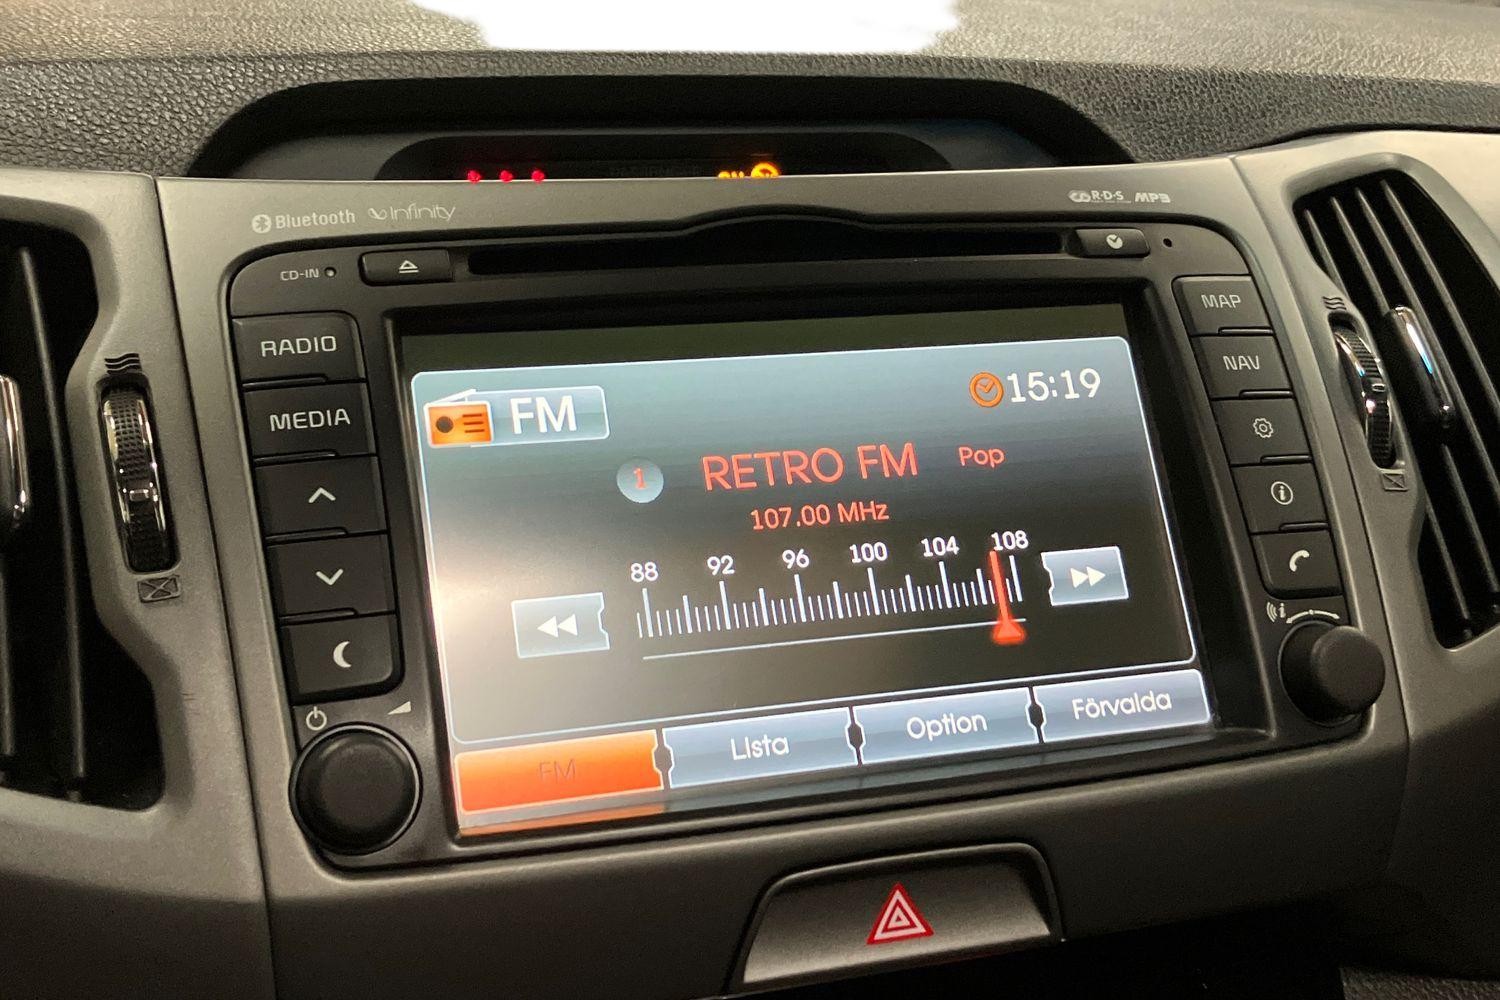 Bluetooth Infinity
R·D·S MP3
CD-IN
RADIO
MEDIA
MAP
NAV
FM
15:19
1 RETRO FM Pop
107.00 MHz
88 92 96 100 104 108
FM Lista Option Förvalda